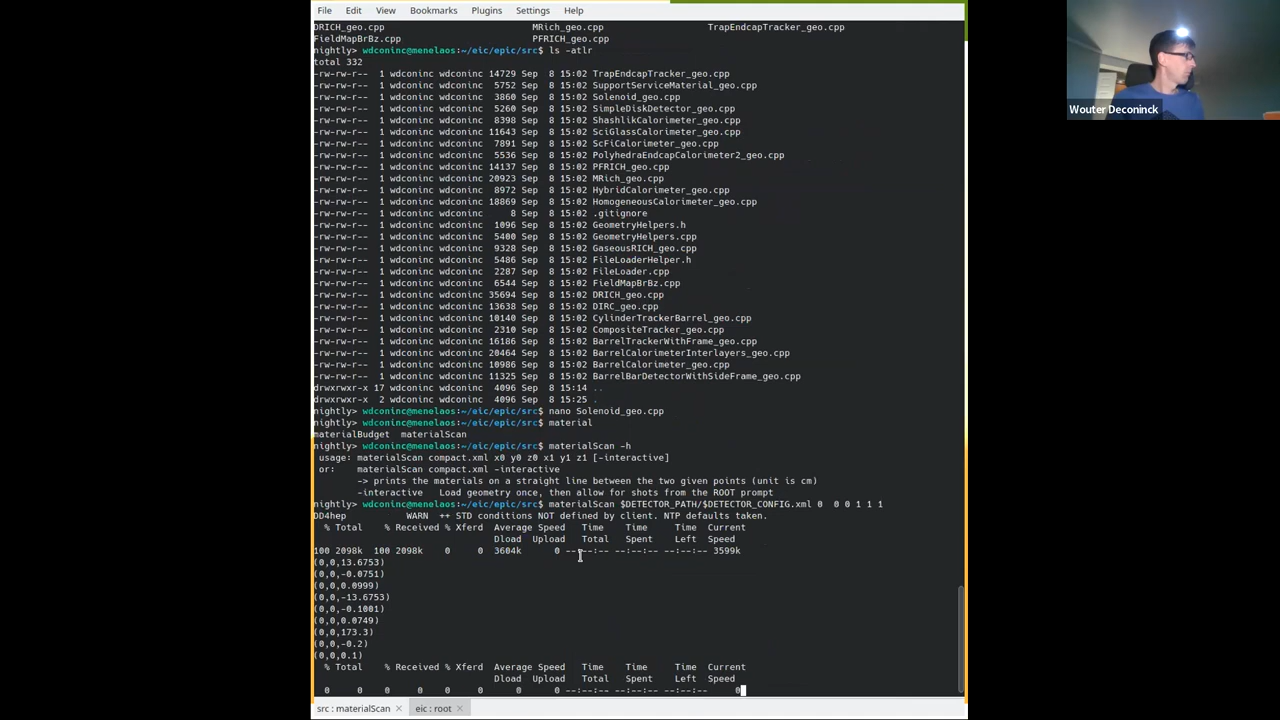 File Edit View Bookmarks Plugins Settings Help
DRICH_geo.cpp MRich_geo.cpp TrapEndcapTracker_geo.cpp
FieldMapBrBz.cpp PFRICH_geo.cpp
nightly> wdconinc@menelaos:~/eic/epic/src$ ls -atlr
total 332
-rw-rw-r-- 1 wdconinc wdconinc 14729 Sep 8 15:02 TrapEndcapTracker_geo.cpp
-rw-rw-r-- 1 wdconinc wdconinc 5752 Sep 8 15:02 SupportServiceMaterial_geo.cpp
-rw-rw-r-- 1 wdconinc wdconinc 3860 Sep 8 15:02 Solenoid_geo.cpp
-rw-rw-r-- 1 wdconinc wdconinc 5260 Sep 8 15:02 SimpleDiskDetector_geo.cpp
-rw-rw-r-- 1 wdconinc wdconinc 8398 Sep 8 15:02 ShashlikCalorimeter_geo.cpp
-rw-rw-r-- 1 wdconinc wdconinc 11643 Sep 8 15:02 SciGlassCalorimeter_geo.cpp
-rw-rw-r-- 1 wdconinc wdconinc 7891 Sep 8 15:02 ScFiCalorimeter_geo.cpp
-rw-rw-r-- 1 wdconinc wdconinc 5536 Sep 8 15:02 PolyhedraEndcapCalorimeter2_geo.cpp
-rw-rw-r-- 1 wdconinc wdconinc 14137 Sep 8 15:02 PFRICH_geo.cpp
-rw-rw-r-- 1 wdconinc wdconinc 20923 Sep 8 15:02 MRich_geo.cpp
-rw-rw-r-- 1 wdconinc wdconinc 8972 Sep 8 15:02 HybridCalorimeter_geo.cpp
-rw-rw-r-- 1 wdconinc wdconinc 18869 Sep 8 15:02 HomogeneousCalorimeter_geo.cpp
-rw-rw-r-- 1 wdconinc wdconinc 8 Sep 8 15:02 .gitignore
-rw-rw-r-- 1 wdconinc wdconinc 1096 Sep 8 15:02 GeometryHelpers.h
-rw-rw-r-- 1 wdconinc wdconinc 5400 Sep 8 15:02 GeometryHelpers.cpp
-rw-rw-r-- 1 wdconinc wdconinc 9328 Sep 8 15:02 GaseousRICH_geo.cpp
-rw-rw-r-- 1 wdconinc wdconinc 5486 Sep 8 15:02 FileLoaderHelper.h
-rw-rw-r-- 1 wdconinc wdconinc 2287 Sep 8 15:02 FileLoader.cpp
-rw-rw-r-- 1 wdconinc wdconinc 6544 Sep 8 15:02 FieldMapBrBz.cpp
-rw-rw-r-- 1 wdconinc wdconinc 35694 Sep 8 15:02 DRICH_geo.cpp
-rw-rw-r-- 1 wdconinc wdconinc 13638 Sep 8 15:02 DIRC_geo.cpp
-rw-rw-r-- 1 wdconinc wdconinc 10140 Sep 8 15:02 CylinderTrackerBarrel_geo.cpp
-rw-rw-r-- 1 wdconinc wdconinc 2310 Sep 8 15:02 CompositeTracker_geo.cpp
-rw-rw-r-- 1 wdconinc wdconinc 16186 Sep 8 15:02 BarrelTrackerWithFrame_geo.cpp
-rw-rw-r-- 1 wdconinc wdconinc 20464 Sep 8 15:02 BarrelCalorimeterInterlayers_geo.cpp
-rw-rw-r-- 1 wdconinc wdconinc 10986 Sep 8 15:02 BarrelCalorimeter_geo.cpp
-rw-rw-r-- 1 wdconinc wdconinc 11325 Sep 8 15:02 BarrelBarDetectorWithSideFrame_geo.cpp
drwxrwxr-x 17 wdconinc wdconinc 4096 Sep 8 15:14 ..
drwxrwxr-x 2 wdconinc wdconinc 4096 Sep 8 15:25 .
nightly> wdconinc@menelaos:~/eic/epic/src$ nano Solenoid_geo.cpp
nightly> wdconinc@menelaos:~/eic/epic/src$ material
materialBudget materialScan
nightly> wdconinc@menelaos:~/eic/epic/src$ materialScan -h
usage: materialScan compact.xml x0 y0 z0 x1 y1 z1 [-interactive]
or: materialScan compact.xml -interactive
-> prints the materials on a straight line between the two given points (unit is cm)
-interactive Load geometry once, then allow for shots from the ROOT prompt
nightly> wdconinc@menelaos:~/eic/epic/src$ materialScan $DETECTOR_PATH/$DETECTOR_CONFIG.xml 0 0 0 1 1 1
DD4hep WARN ++ STD conditions NOT defined by client. NTP defaults taken.
% Total % Received % Xferd Average Speed Time Time Time Current
Dload Upload Total Spent Left Speed
100 2098k 100 2098k 0 0 3604k 0 --:--:-- --:--:-- --:--:-- 3599k
(0,0,13.6753)
(0,0,-0.0751)
(0,0,0.0999)
(0,0,-13.6753)
(0,0,-0.1001)
(0,0,0.0749)
(0,0,173.3)
(0,0,-0.2)
(0,0,0.1)
% Total % Received % Xferd Average Speed Time Time Time Current
Dload Upload Total Spent Left Speed
0 0 0 0 0 0 0 0 --:--:-- --:--:-- --:--:-- 0
src : materialScan eic : root
Wouter Deconinck